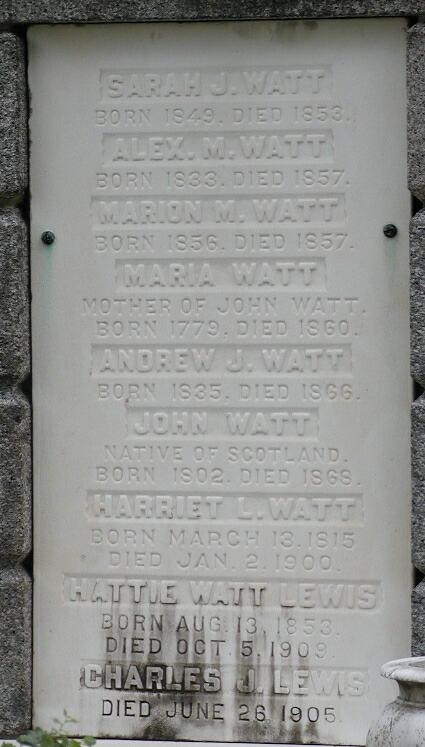 SARAH J. WATT
BORN 1849. DIED 1853.
ALEX. M. WATT
BORN 1833. DIED 1857.
MARION M. WATT
BORN 1856. DIED 1857.
MARIA WATT
MOTHER OF JOHN WATT.
BORN 1779. DIED 1860.
ANDREW J. WATT
BORN 1835. DIED 1866.
JOHN WATT
NATIVE OF SCOTLAND.
BORN 1802. DIED 1868.
HARRIET L. WATT
BORN MARCH 13. 1815
DIED JAN. 2. 1900.
HATTIE WATT LEWIS
BORN AUG. 13, 1853.
DIED OCT. 5. 1909.
CHARLES J. LEWIS
DIED JUNE 26 1905.